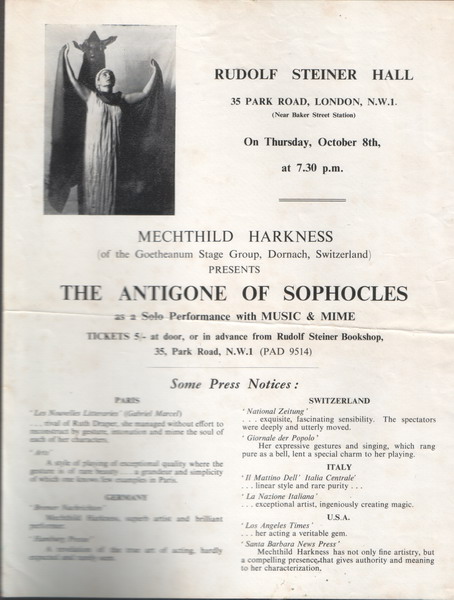 RUDOLF STEINER HALL
35 PARK ROAD, LONDON, N.W.1.
(Near Baker Street Station)
On Thursday, October 8th,
at 7.30 p.m.
MECHTHILD HARKNESS
(of the Goetheanum Stage Group, Dornach, Switzerland)
PRESENTS
THE ANTIGONE OF SOPHOCLES
as a Solo Performance with MUSIC & MIME
TICKETS 5/- at door, or in advance from Rudolf Steiner Bookshop,
35, Park Road, N.W.1 (PAD 9514)
Some Press Notices :
PARIS
'Les Nouvelles Litteraries' (Gabriel Marcel)
. . . rival of Ruth Draper, she managed without effort to
reconstruct by gesture, intonation and mime the soul of
each of her characters.
'Arts'
A style of playing of exceptional quality where the
gesture is of rare beauty . . . a grandeur and simplicity
of which one knows few examples in Paris.
GERMANY
'Bremer Nachrichten'
Mechthild Harkness, superb artist and brilliant
performer.
'Hamburg Presse'
A revelation of the true art of acting, hardly
expected and rarely seen.
SWITZERLAND
'National Zeitung'
. . . exquisite, fascinating sensibility. The spectators
were deeply and utterly moved.
'Giornale der Popolo'
Her expressive gestures and singing, which rang
pure as a bell, lent a special charm to her playing.
ITALY
'Il Mattino Dell' Italia Centrale'
. . . linear style and rare purity . . .
'La Nazione Italiana'
. . . exceptional artist, ingeniously creating magic.
U.S.A.
'Los Angeles Times'
. . . her acting a veritable gem.
'Santa Barbara News Press'
Mechthild Harkness has not only fine artistry, but
a compelling presence that gives authority and meaning
to her characterization.